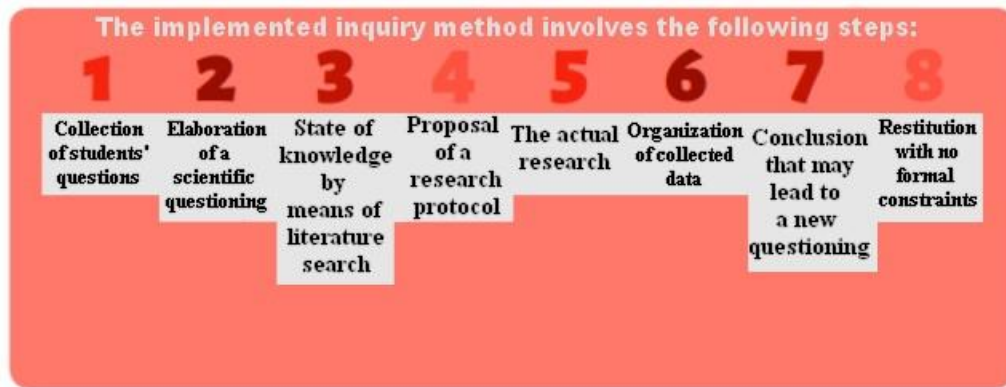 The implemented inquiry method involves the following steps:
1
Collection
of students'
questions
2
Elaboration
of a
scientific
questioning
3
State of
knowledge
by
means of
literature
search
4
Proposal
of a
research
protocol
5
The actual
research
6
Organization
of collected
data
7
Conclusion
that may
lead to
a new
questioning
8
Restitution
with no
formal
constraints